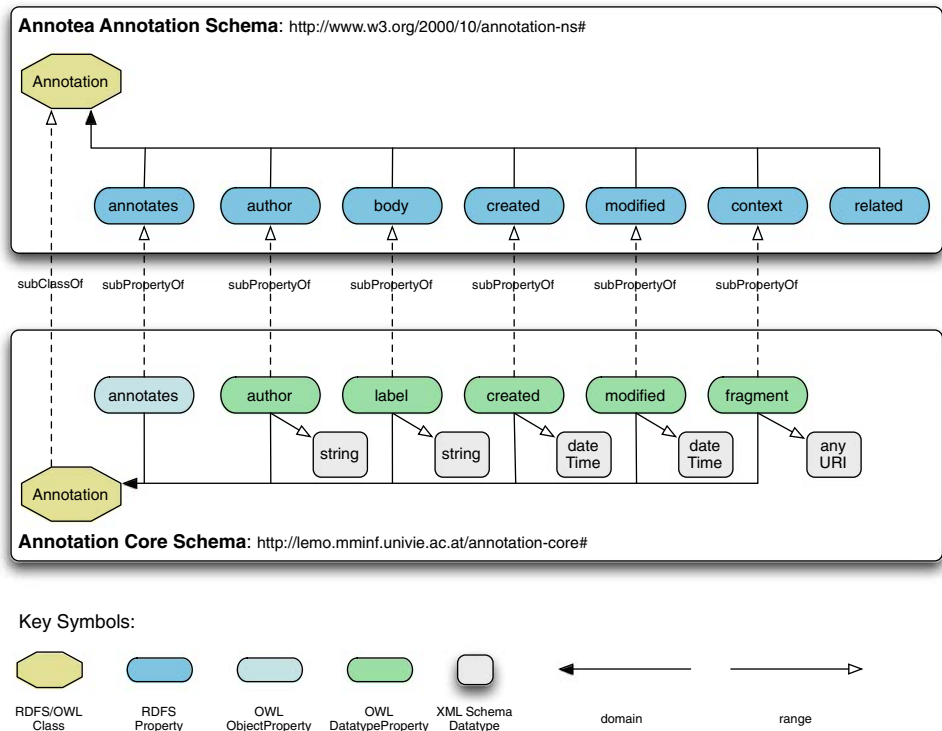 Annotea Annotation Schema: http://www.w3.org/2000/10/annotation-ns#
Annotation
annotates
author
body
created
modified
context
related
subClassOf
subPropertyOf
subPropertyOf
subPropertyOf
subPropertyOf
subPropertyOf
subPropertyOf
annotates
author
label
created
modified
fragment
string
string
date
Time
date
Time
any
URI
Annotation
Annotation Core Schema: http://lemo.mminf.univie.ac.at/annotation-core#
Key Symbols:
RDFS/OWL
Class
RDFS
Property
OWL
ObjectProperty
OWL
DatatypeProperty
XML Schema
Datatype
domain
range